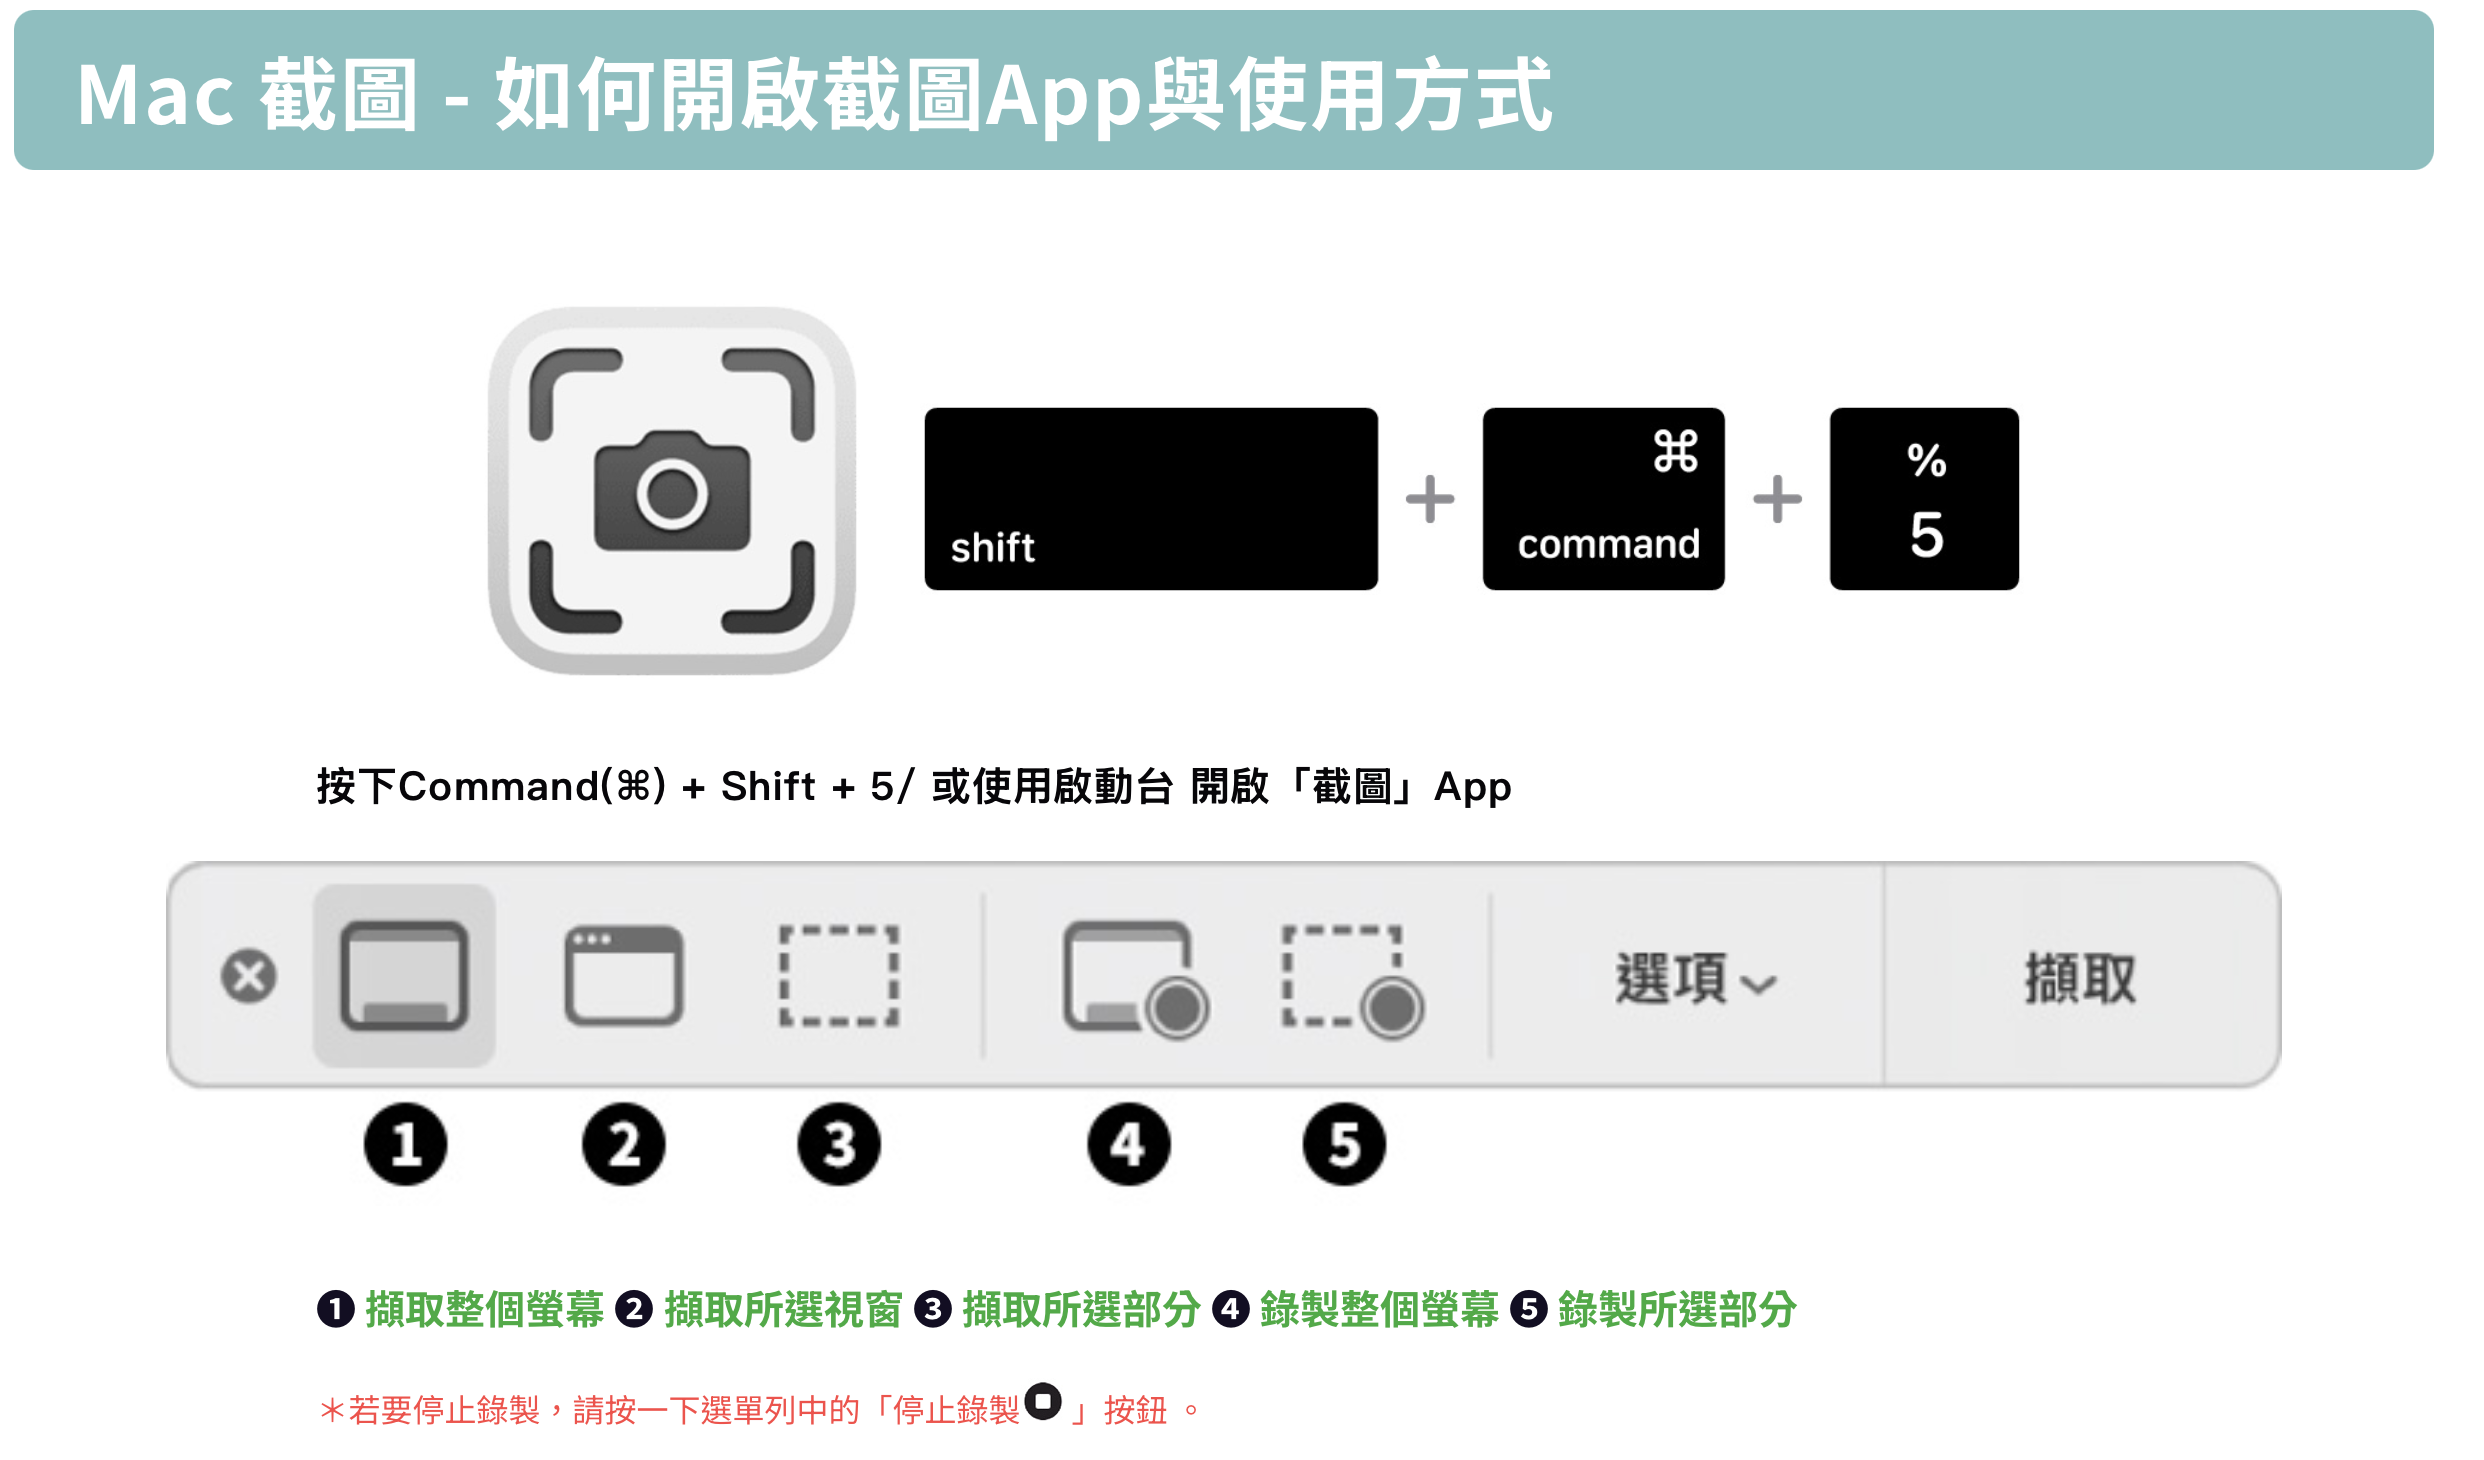 Mac 截圖 - 如何開啟截圖App與使用方式
shift + ⌘ command + % 5
按下Command(⌘) + Shift + 5/ 或使用啟動台 開啟「截圖」App
選項 擷取
❶ ❷ ❸ ❹ ❺
❶ 擷取整個螢幕 ❷ 擷取所選視窗 ❸ 擷取所選部分 ❹ 錄製整個螢幕 ❺ 錄製所選部分
＊若要停止錄製，請按一下選單列中的「停止錄製」按鈕。